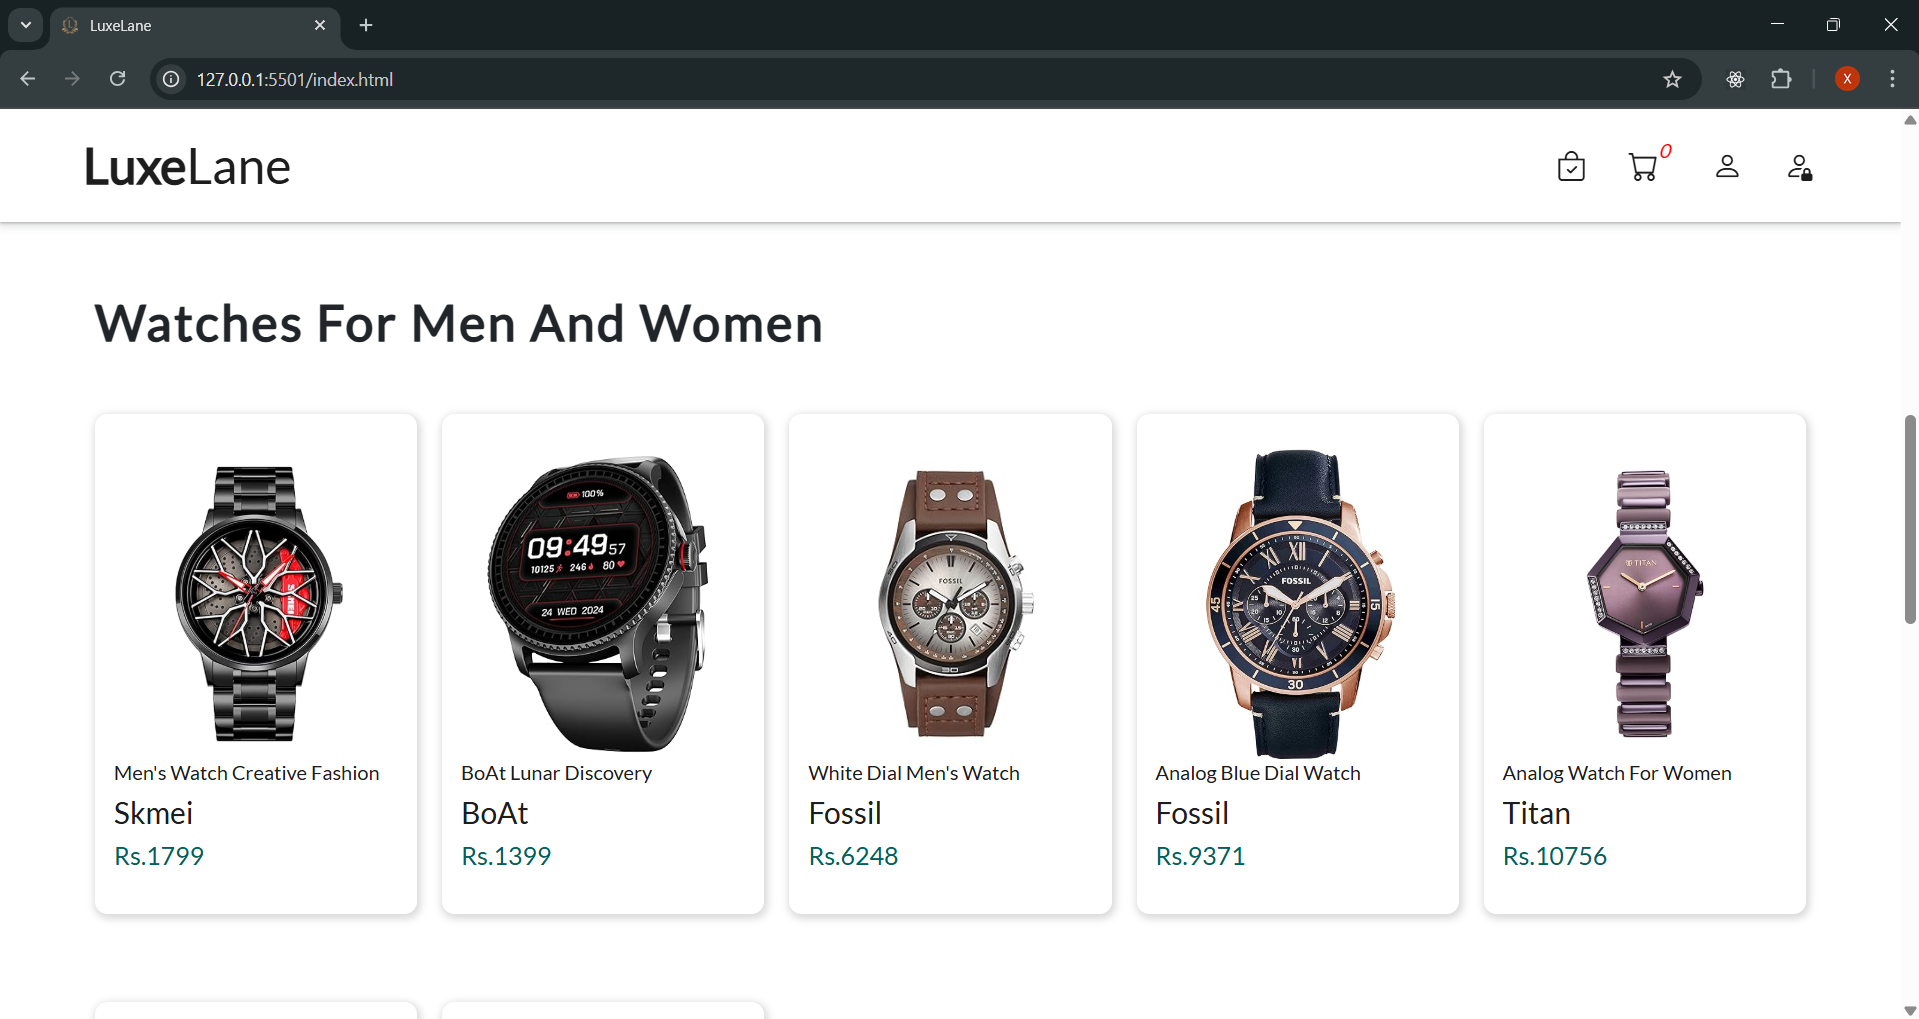 LuxeLane
127.0.0.1:5501/index.html
X
LuxeLane
0
Watches For Men And Women
100%
09:49 57
10125 246 80
24 WED 2024
FOSSIL
FOSSIL
45
15
30
TITAN
Men's Watch Creative Fashion
Skmei
Rs.1799
BoAt Lunar Discovery
BoAt
Rs.1399
White Dial Men's Watch
Fossil
Rs.6248
Analog Blue Dial Watch
Fossil
Rs.9371
Analog Watch For Women
Titan
Rs.10756